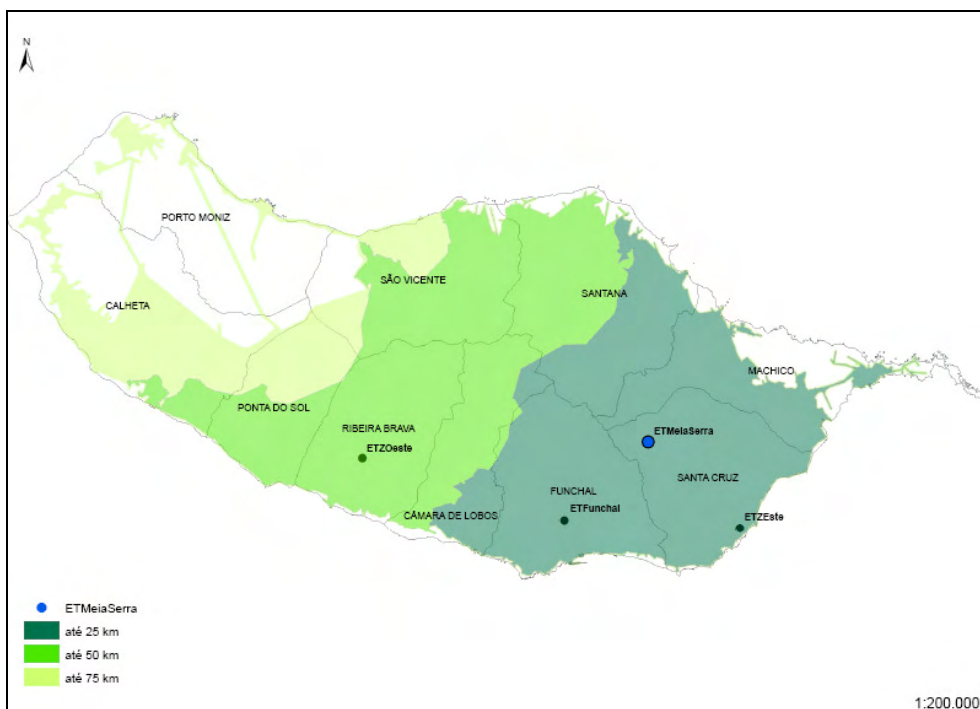 N
PORTO MONIZ
SÃO VICENTE
SANTANA
CALHETA
MACHICO
PONTA DO SOL
RIBEIRA BRAVA
ETZOeste
ETMeiaSerra
SANTA CRUZ
FUNCHAL
ETFunchal
CÂMARA DE LOBOS
ETZEste
ETMeiaSerra
até 25 km
até 50 km
até 75 km
1:200.000